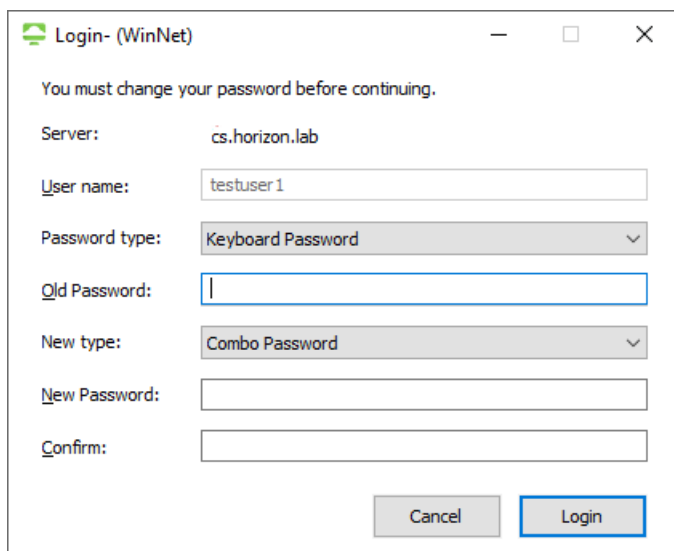 Login- (WinNet)
You must change your password before continuing.
Server: cs.horizon.lab
User name: testuser1
Password type: Keyboard Password
Old Password:
New type: Combo Password
New Password:
Confirm:
Cancel Login